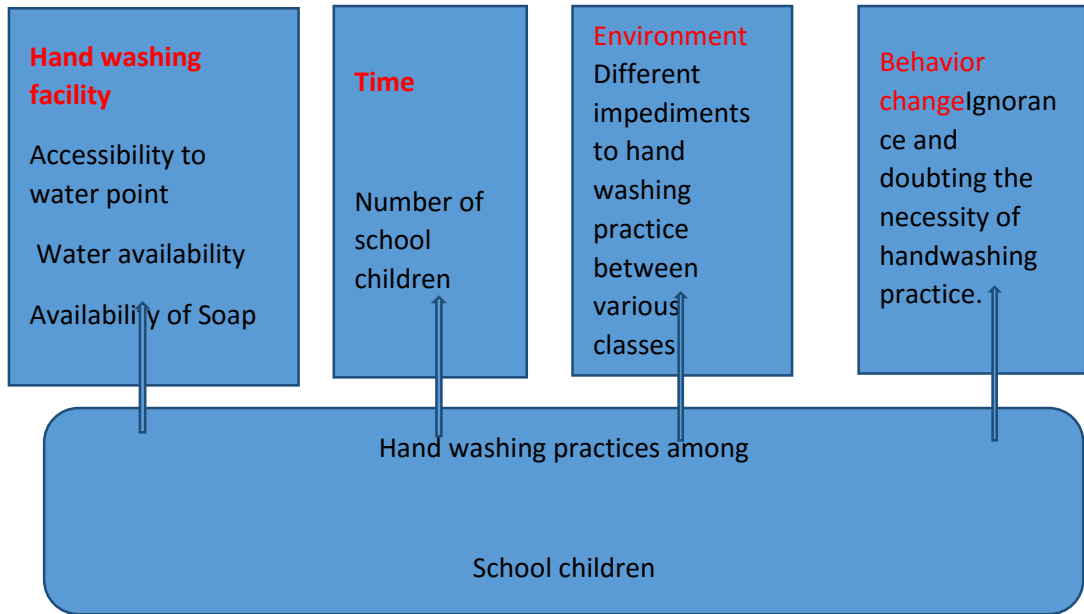 Hand washing
facility
Accessibility to
water point
Water availability
Availability of Soap
Time
Number of
school
children
Environment
Different
impediments
to hand
washing
practice
between
various
classes
Behavior
changeIgnoran
ce and
doubting the
necessity of
handwashing
practice.
Hand washing practices among
School children